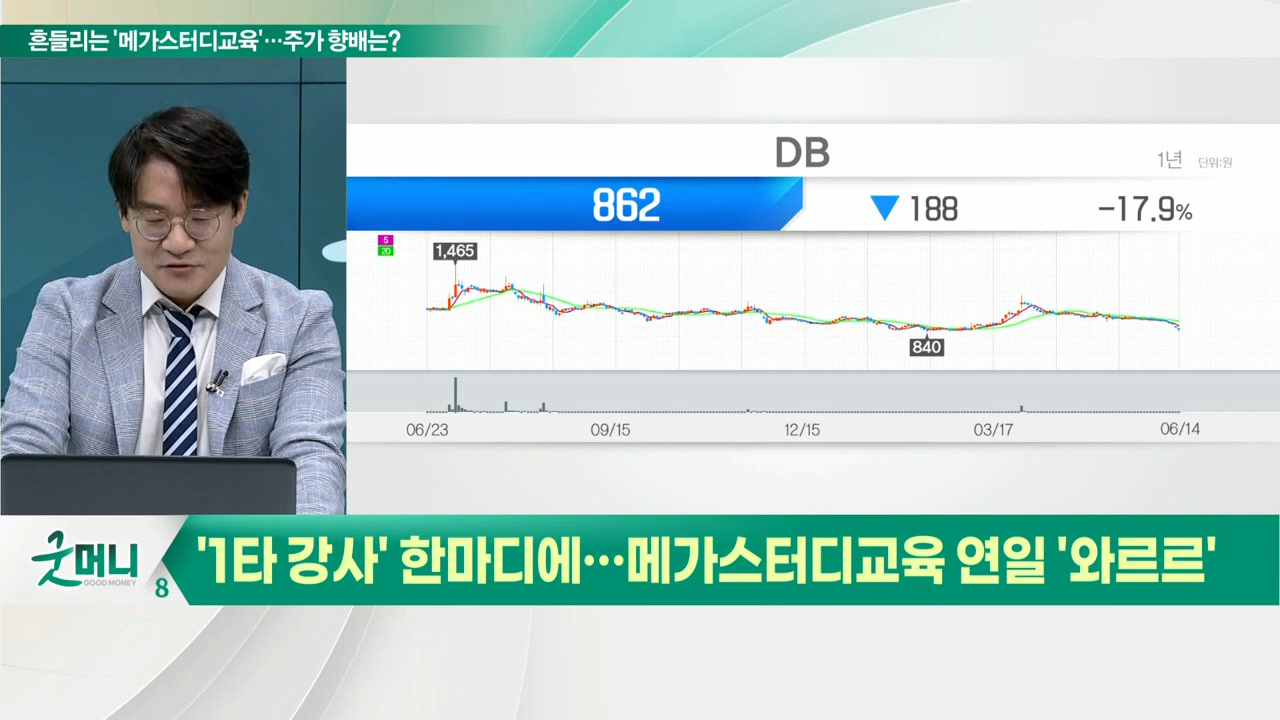 흔들리는 '메가스터디교육'…주가 향배는?
DB
1년 단위:원
862 ▼ 188 -17.9%
5
20
1,465
840
06/23 09/15 12/15 03/17 06/14
굿머니
GOOD MONEY
8
'1타 강사' 한마디에…메가스터디교육 연일 '와르르'